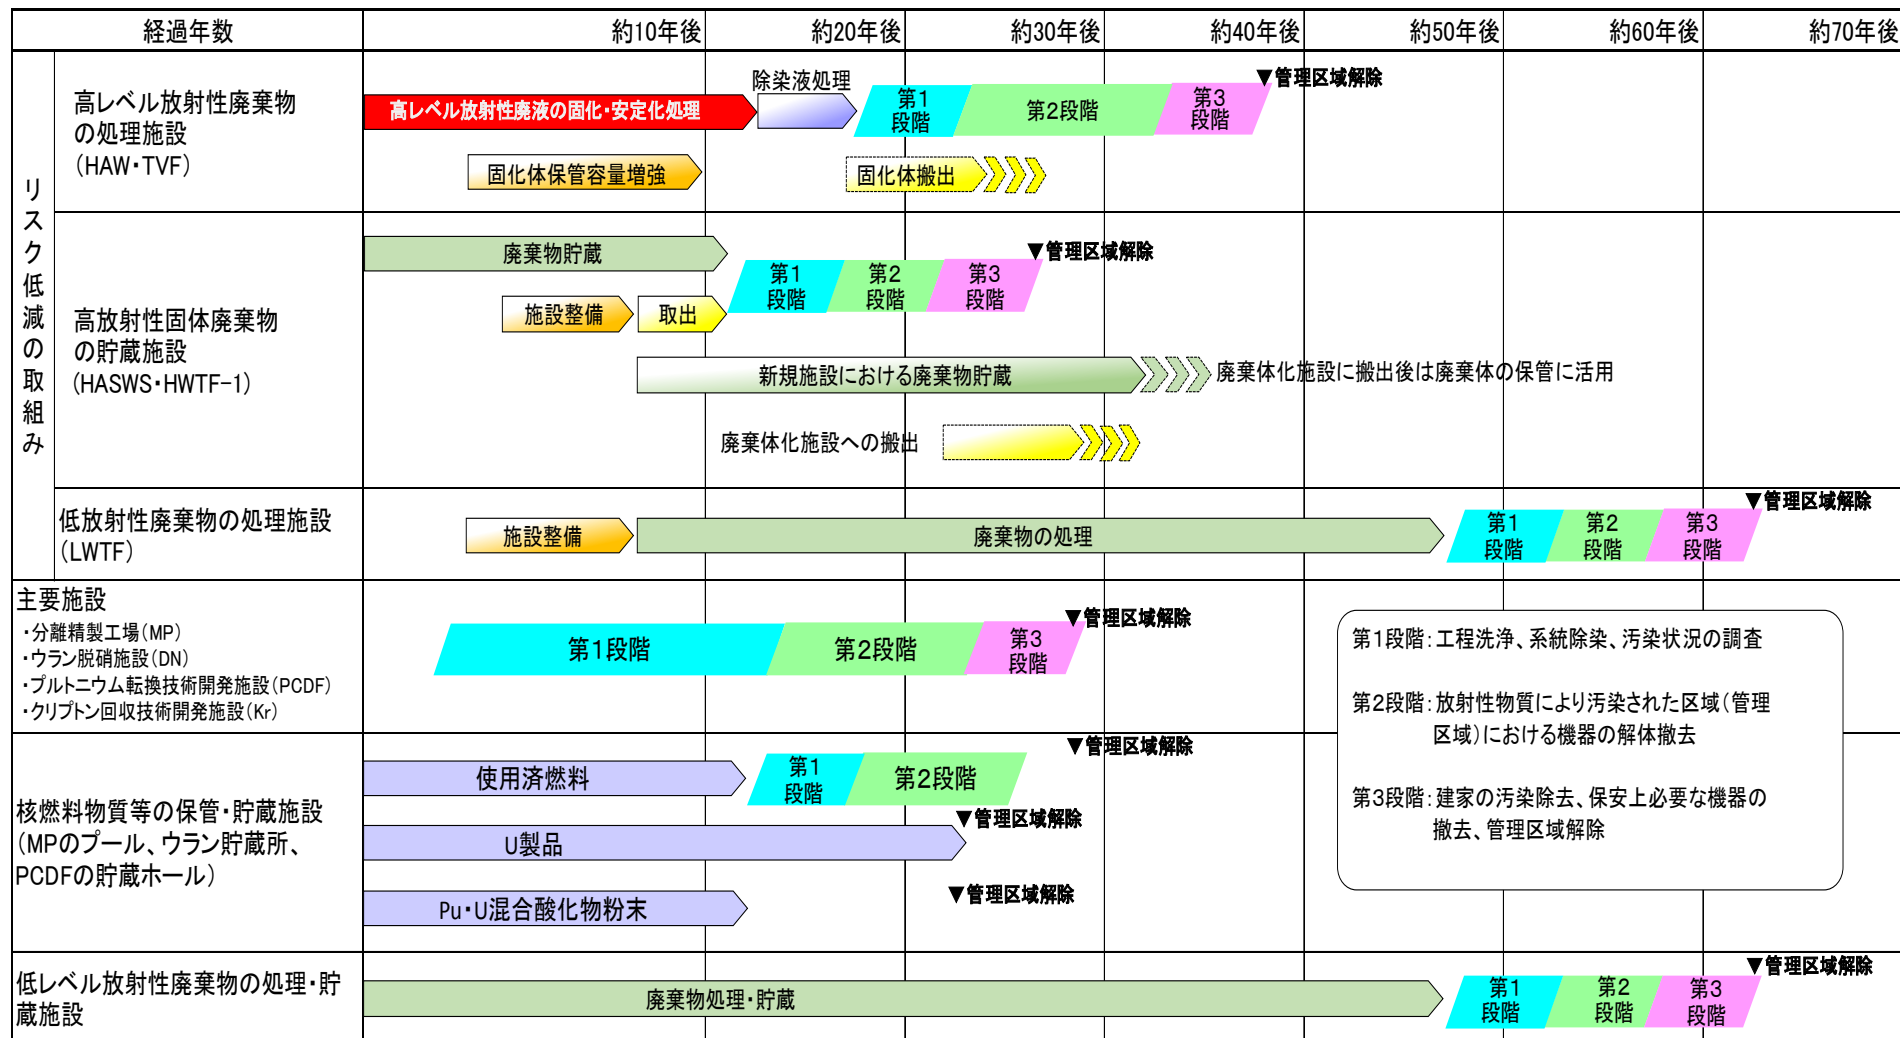 経過年数
約10年後
約20年後
約30年後
約40年後
約50年後
約60年後
約70年後
リスク低減の取組み
高レベル放射性廃棄物
の処理施設
(HAW・TVF)
高レベル放射性廃液の固化・安定化処理
除染液処理
第1
段階
第2段階
第3
段階
▼管理区域解除
固化体保管容量増強
固化体搬出
高放射性固体廃棄物
の貯蔵施設
(HASWS・HWTF-1)
廃棄物貯蔵
▼管理区域解除
第1
段階
第2
段階
第3
段階
施設整備
取出
新規施設における廃棄物貯蔵
廃棄体化施設に搬出後は廃棄体の保管に活用
廃棄体化施設への搬出
低放射性廃棄物の処理施設
(LWTF)
施設整備
廃棄物の処理
第1
段階
第2
段階
第3
段階
▼管理区域解除
主要施設
・分離精製工場(MP)
・ウラン脱硝施設(DN)
・プルトニウム転換技術開発施設(PCDF)
・クリプトン回収技術開発施設(Kr)
第1段階
第2段階
第3
段階
▼管理区域解除
第1段階:工程洗浄、系統除染、汚染状況の調査
第2段階:放射性物質により汚染された区域(管理
区域)における機器の解体撤去
第3段階:建家の汚染除去、保安上必要な機器の
撤去、管理区域解除
核燃料物質等の保管・貯蔵施設
(MPのプール、ウラン貯蔵所、
PCDFの貯蔵ホール)
使用済燃料
第1
段階
第2段階
▼管理区域解除
U製品
▼管理区域解除
Pu・U混合酸化物粉末
▼管理区域解除
低レベル放射性廃棄物の処理・貯
蔵施設
廃棄物処理・貯蔵
第1
段階
第2
段階
第3
段階
▼管理区域解除